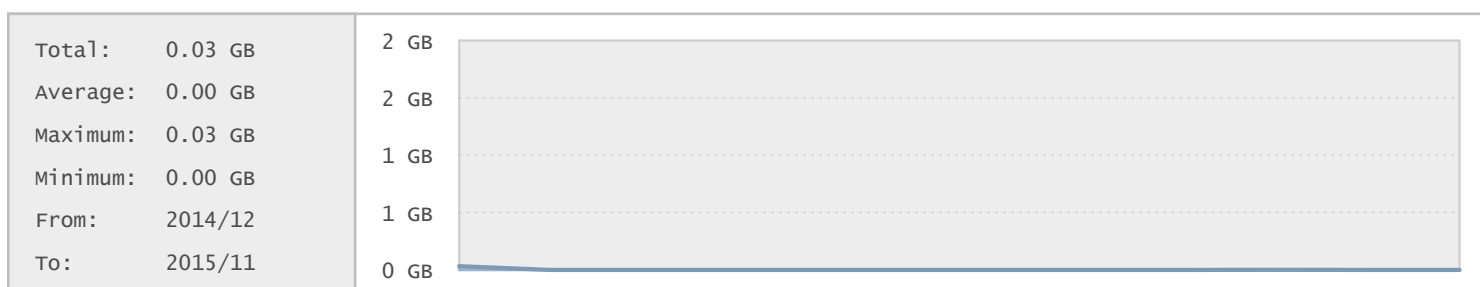 Total: 0.03 GB
Average: 0.00 GB
Maximum: 0.03 GB
Minimum: 0.00 GB
From: 2014/12
To: 2015/11
2 GB
2 GB
1 GB
1 GB
0 GB